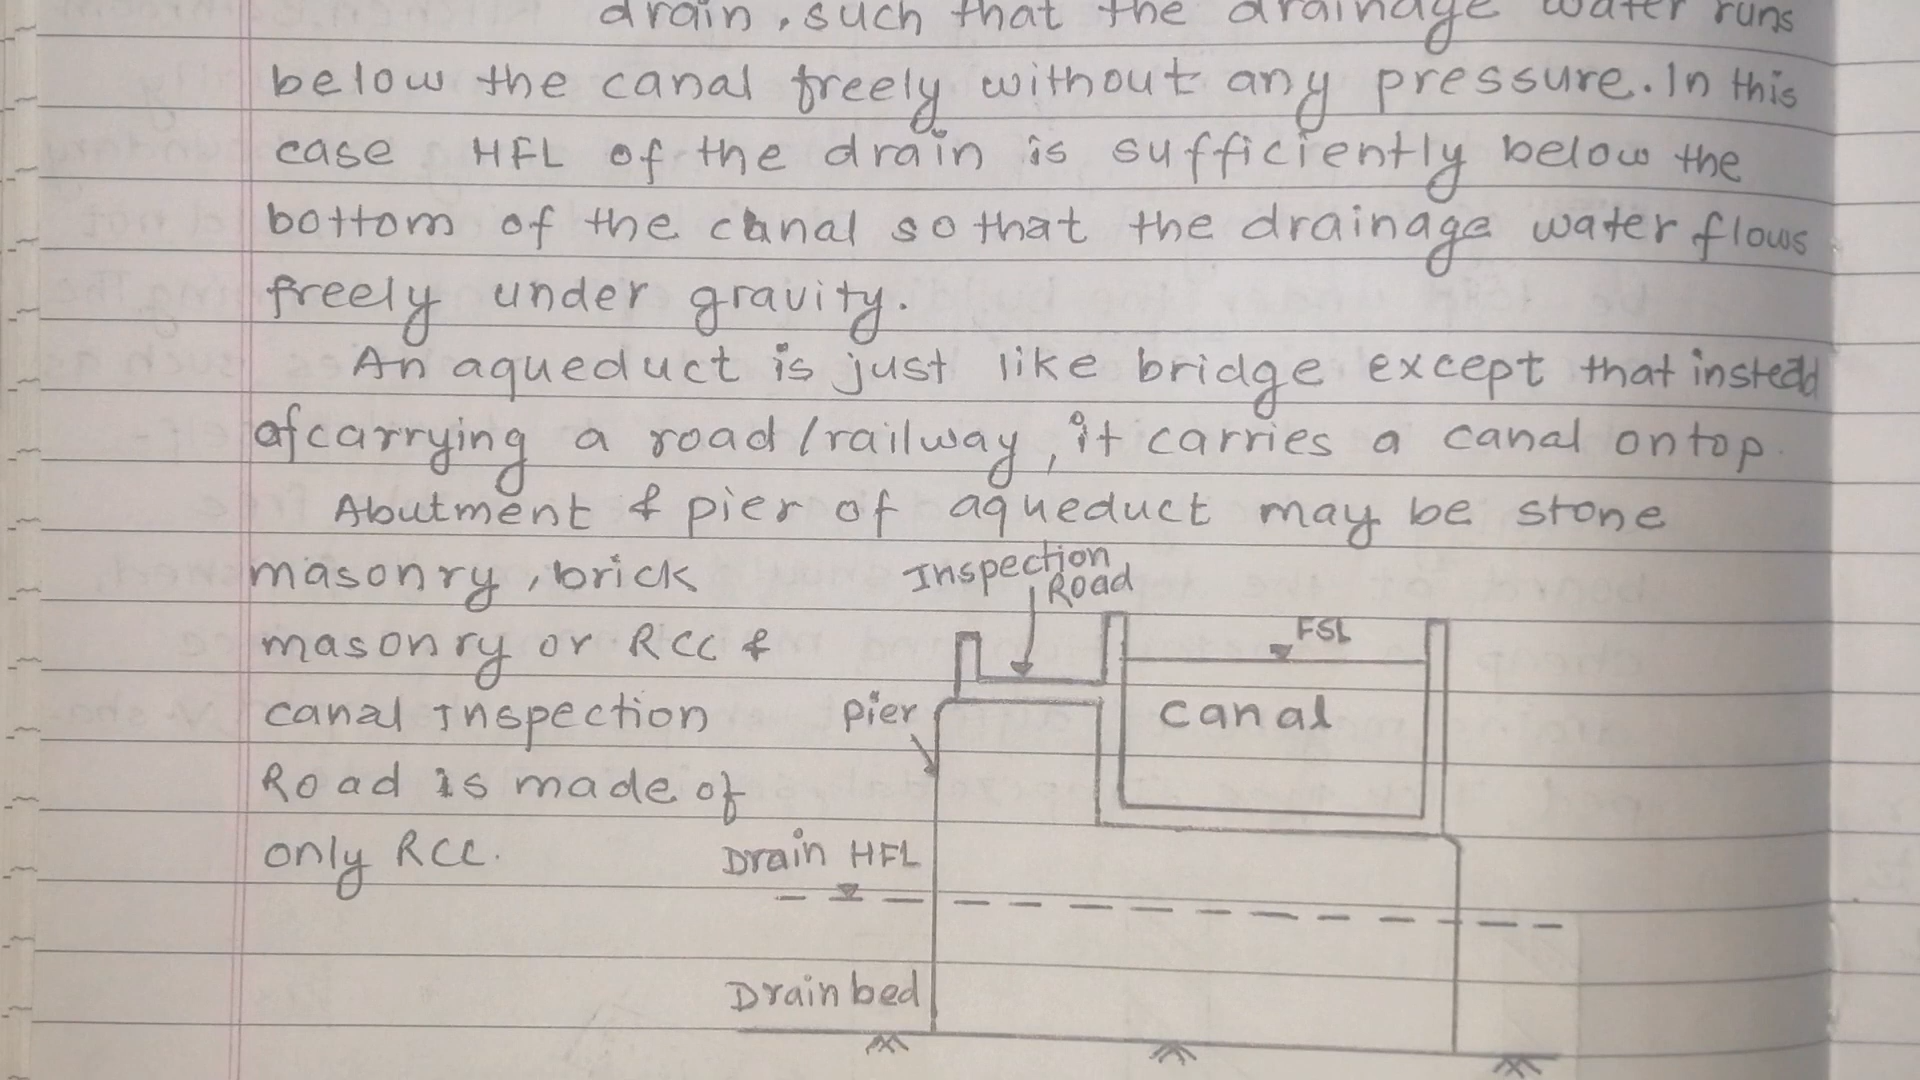 drain, such that the drainage water runs
below the canal freely without any pressure. In this
case HFL of the drain is sufficiently below the
bottom of the canal so that the drainage water flows
freely under gravity.
An aqueduct is just like bridge except that instead
of carrying a road/railway, it carries a canal on top.
Abutment & pier of aqueduct may be stone
masonry, brick
masonry or RCC &
canal Inspection
Road is made of
only RCC.
Inspection
Road
FSL
Pier
canal
Drain HFL
Drain bed